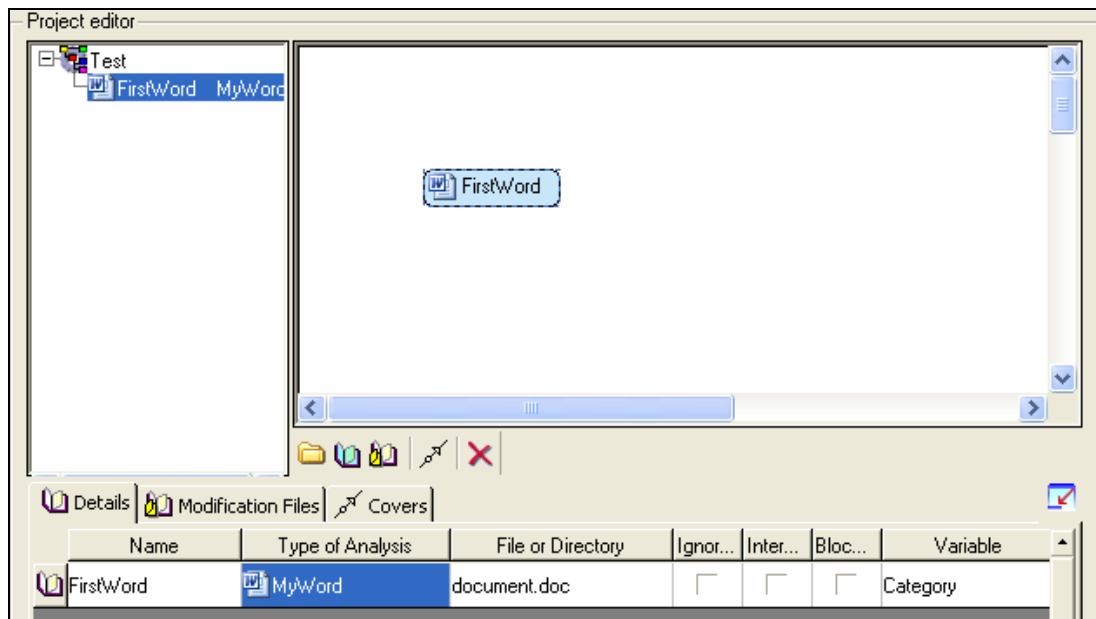 Project editor
Test
FirstWord MyWord
FirstWord
Details Modification Files Covers
Name Type of Analysis File or Directory Ignor... Inter... Bloc... Variable
FirstWord MyWord document.doc Category